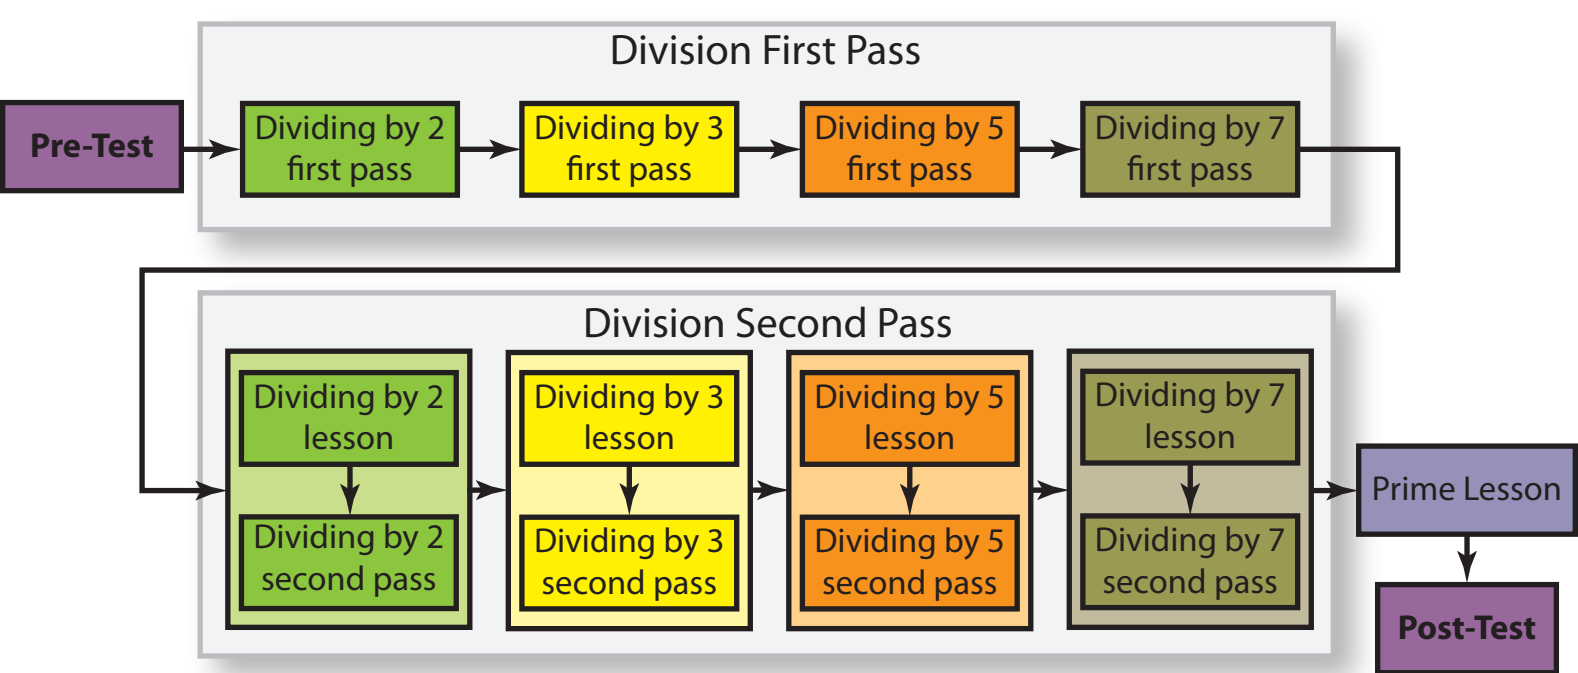 Division First Pass
Pre-Test
Dividing by 2
first pass
Dividing by 3
first pass
Dividing by 5
first pass
Dividing by 7
first pass
Division Second Pass
Dividing by 2
lesson
Dividing by 2
second pass
Dividing by 3
lesson
Dividing by 3
second pass
Dividing by 5
lesson
Dividing by 5
second pass
Dividing by 7
lesson
Dividing by 7
second pass
Prime Lesson
Post-Test